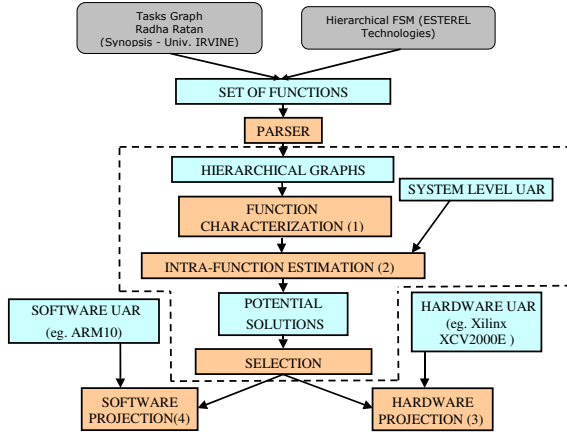 Tasks Graph
Radha Ratan
(Synopsis - Univ. IRVINE)
Hierarchical FSM (ESTEREL
Technologies)
SET OF FUNCTIONS
PARSER
HIERARCHICAL GRAPHS
SYSTEM LEVEL UAR
FUNCTION
CHARACTERIZATION (1)
INTRA-FUNCTION ESTIMATION (2)
SOFTWARE UAR
(eg. ARM10)
POTENTIAL
SOLUTIONS
HARDWARE UAR
(eg. Xilinx
XCV2000E )
SELECTION
SOFTWARE
PROJECTION(4)
HARDWARE
PROJECTION (3)